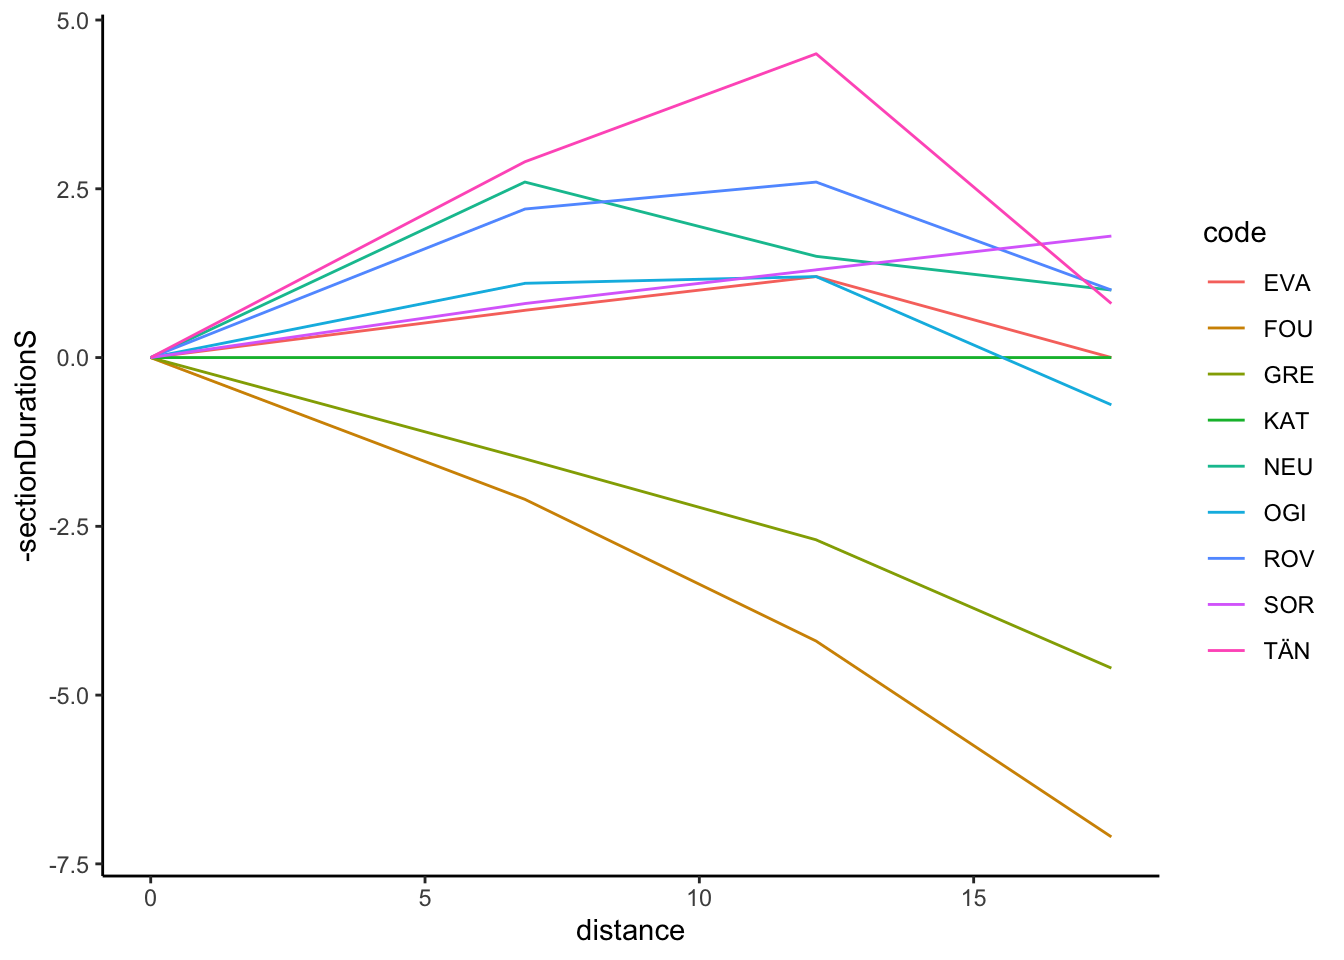 5.0
2.5
0.0
-2.5
-5.0
-7.5
-sectionDurationS
0 5 10 15
distance
code
EVA
FOU
GRE
KAT
NEU
OGI
ROV
SOR
TÄN